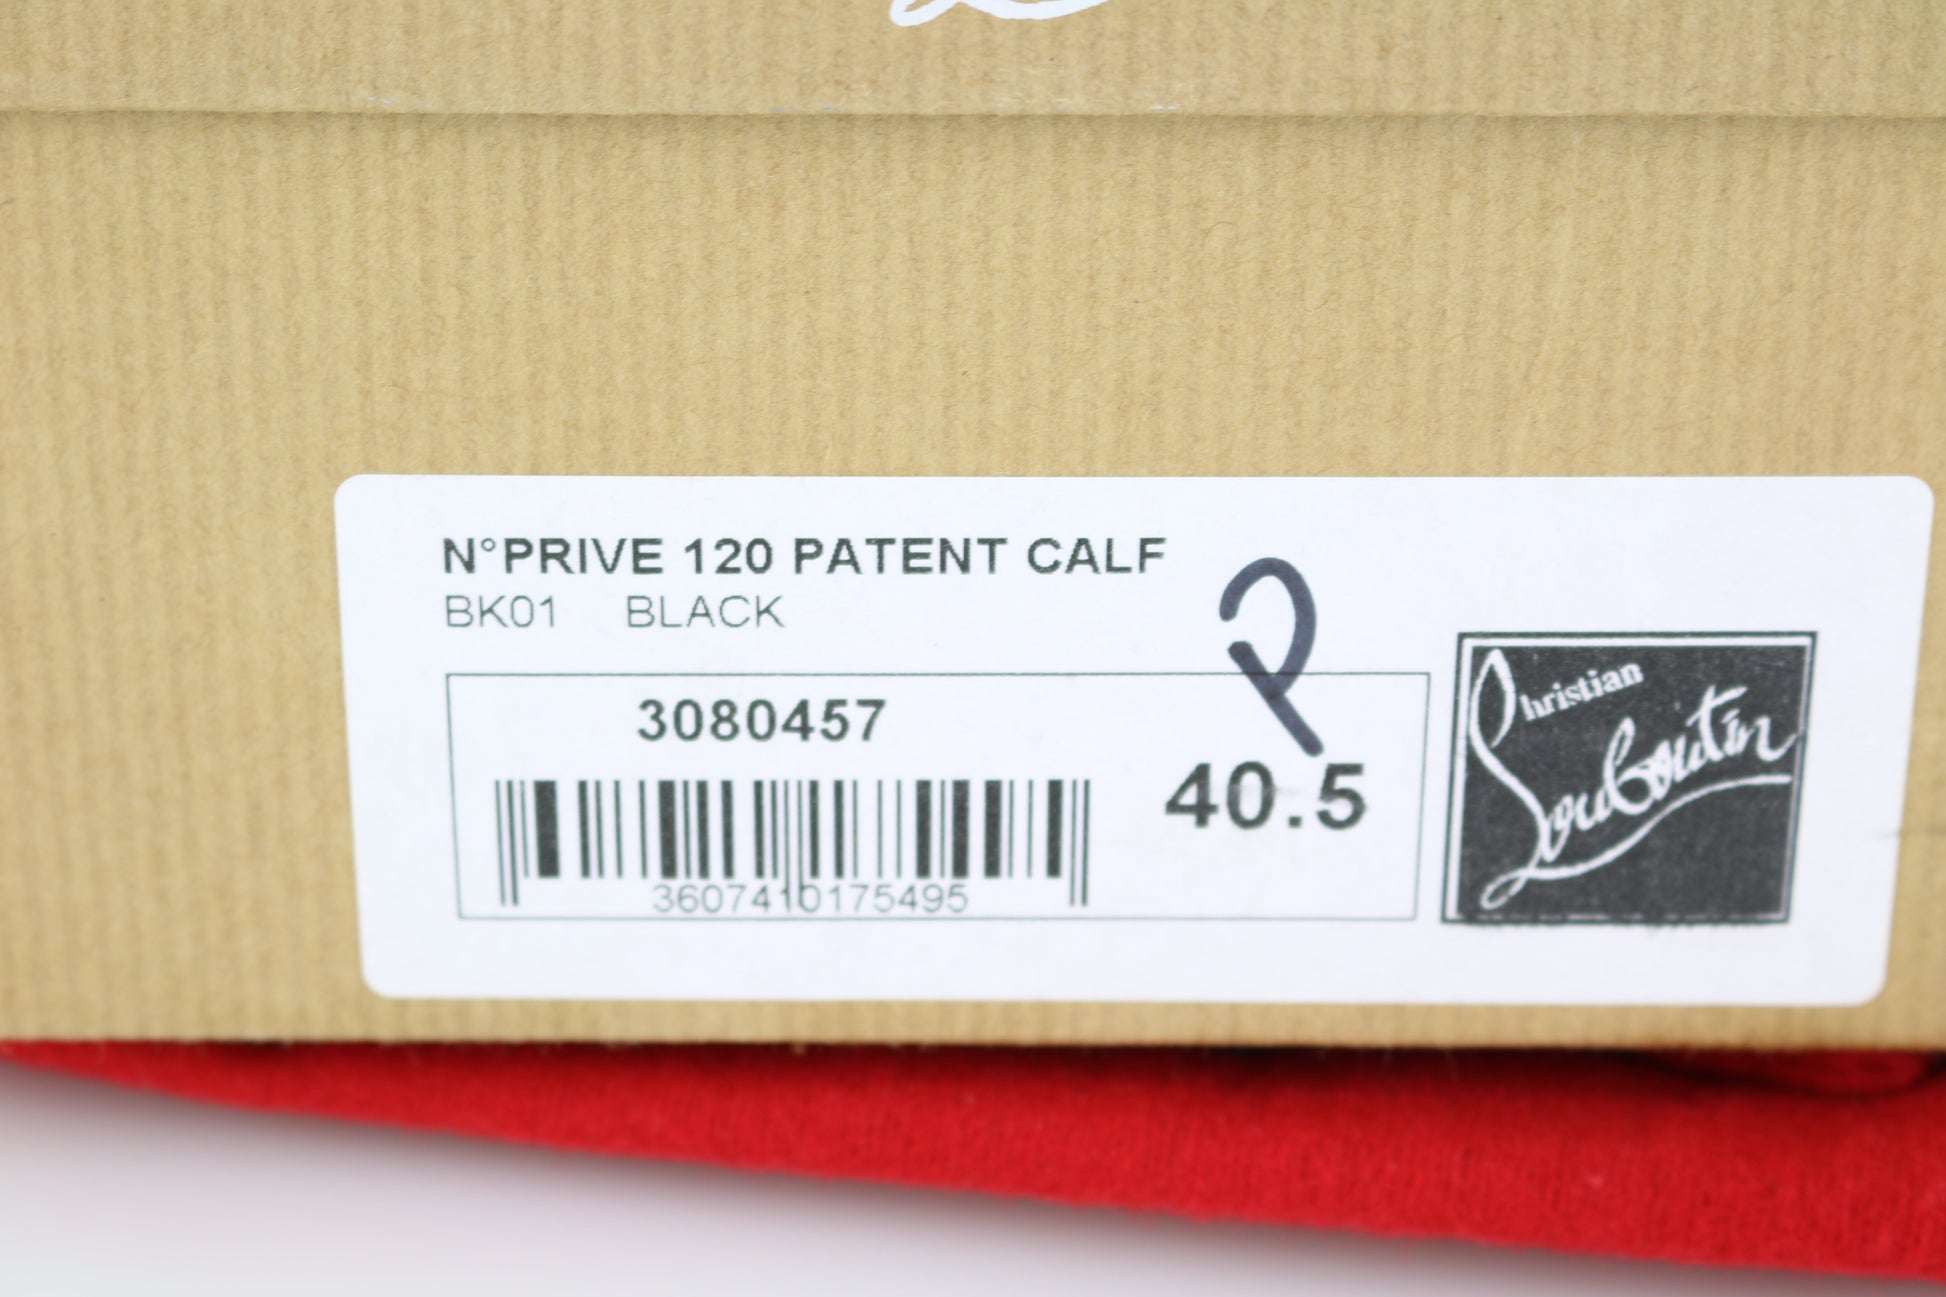 N°PRIVE 120 PATENT CALF
BK01 BLACK
3080457
40.5
3607410175495
Christian
Louboutin